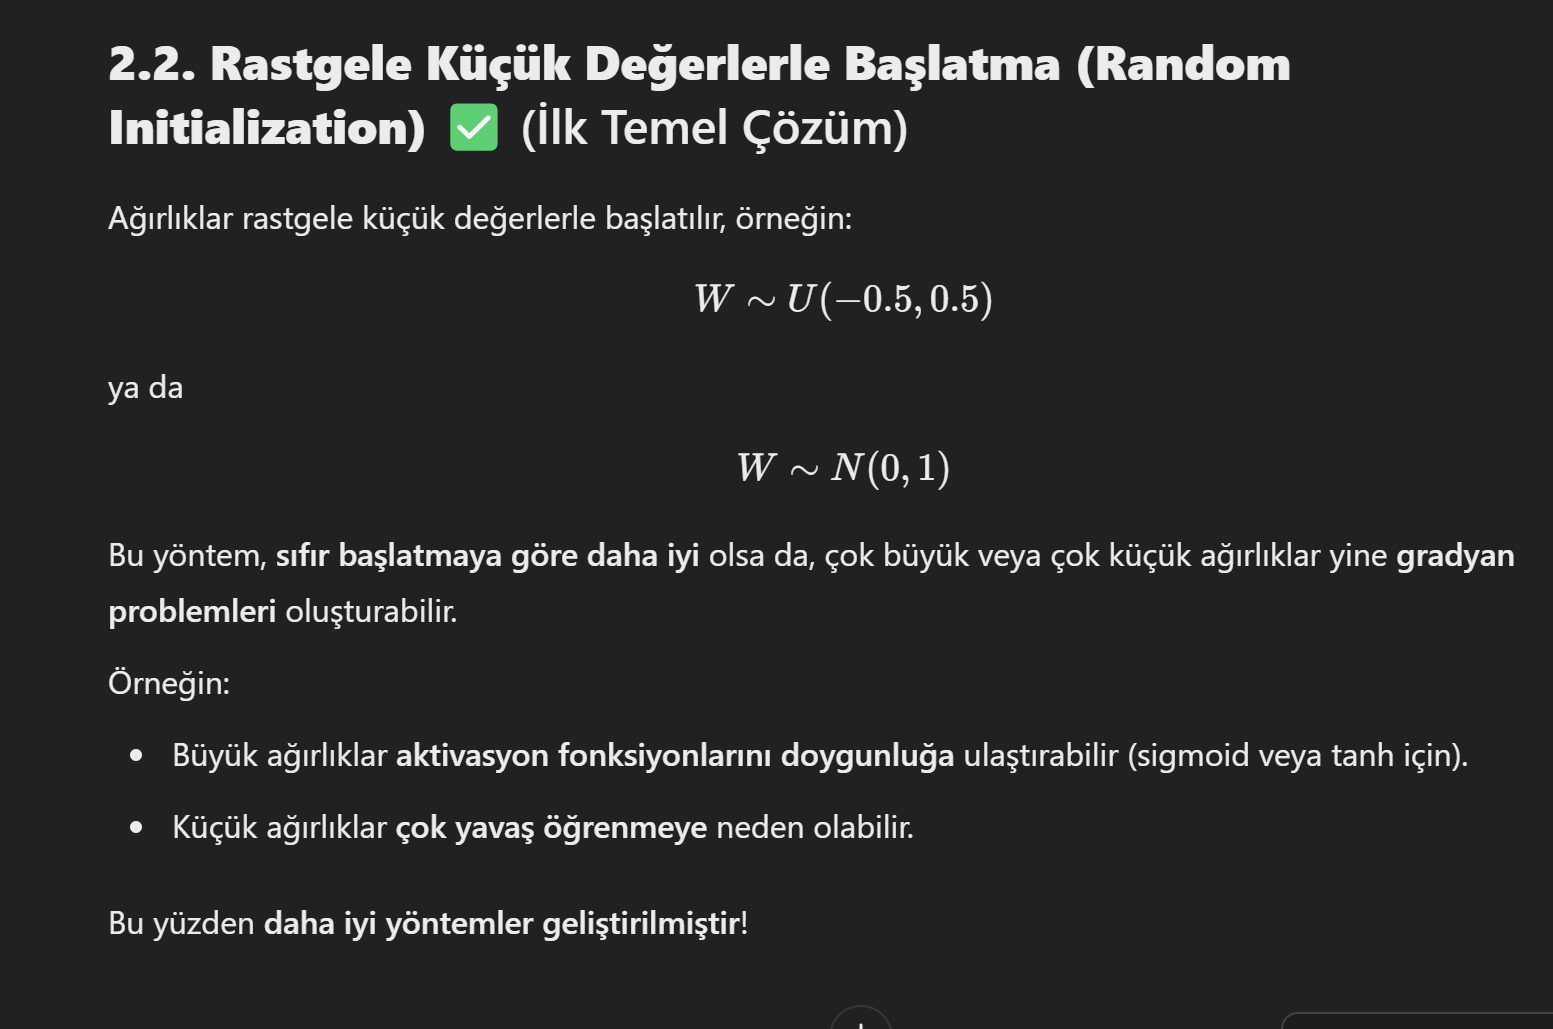 2.2. Rastgele Küçük Değerlerle Başlatma (Random
Initialization) ✅ (İlk Temel Çözüm)
Ağırlıklar rastgele küçük değerlerle başlatılır, örneğin:
W ∼ U(−0.5, 0.5)
ya da
W ∼ N(0, 1)
Bu yöntem, sıfır başlatmaya göre daha iyi olsa da, çok büyük veya çok küçük ağırlıklar yine gradyan
problemleri oluşturabilir.
Örneğin:
• Büyük ağırlıklar aktivasyon fonksiyonlarını doygunluğa ulaştırabilir (sigmoid veya tanh için).
• Küçük ağırlıklar çok yavaş öğrenmeye neden olabilir.
Bu yüzden daha iyi yöntemler geliştirilmiştir!